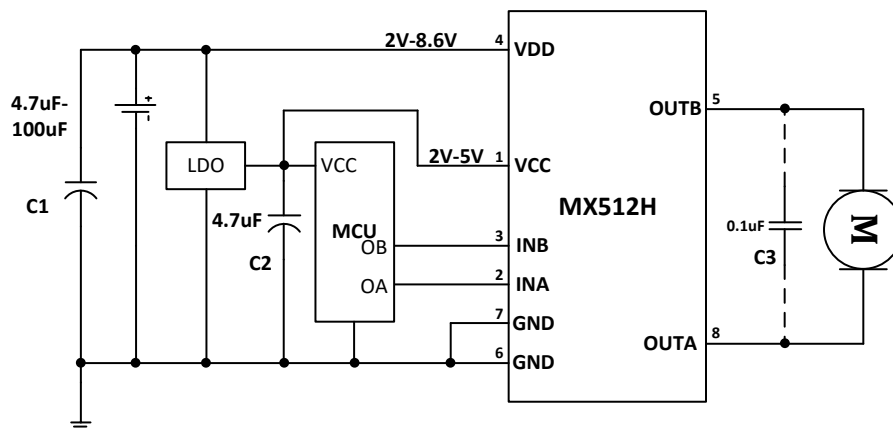 2V-8.6V
4
VDD
4.7uF-
100uF
+
-
C1
LDO
VCC
4.7uF
C2
MCU
OB
OA
2V-5V
1
VCC
3
INB
2
INA
7
GND
6
GND
MX512H
OUTB
5
0.1uF
C3
M
OUTA
8